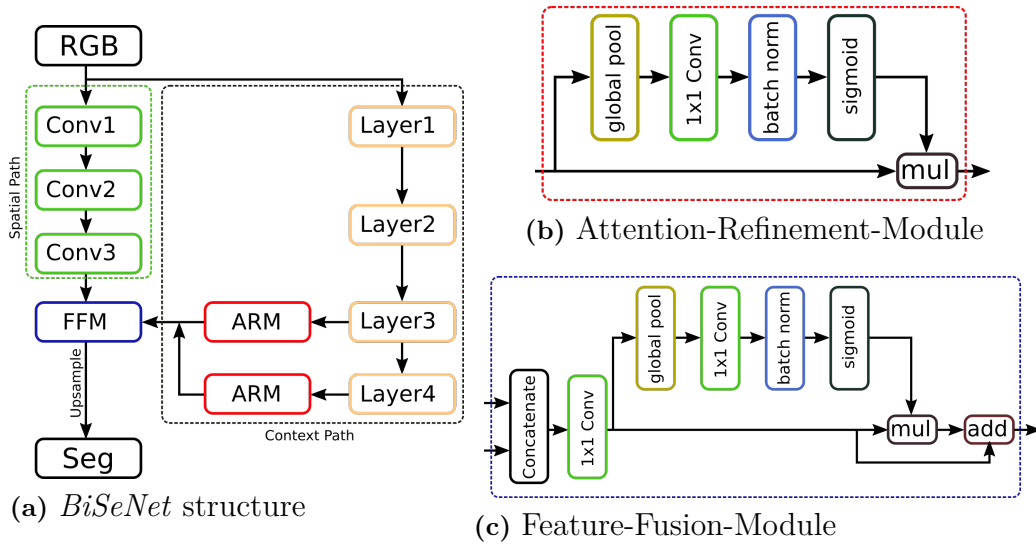 RGB
Conv1
Conv2
Conv3
Spatial Path
FFM
Upsample
Seg
Layer1
Layer2
Layer3
Layer4
ARM
ARM
Context Path
(a) BiSeNet structure
global pool
1x1 Conv
batch norm
sigmoid
mul
(b) Attention-Refinement-Module
Concatenate
1x1 Conv
global pool
1x1 Conv
batch norm
sigmoid
mul
add
(c) Feature-Fusion-Module